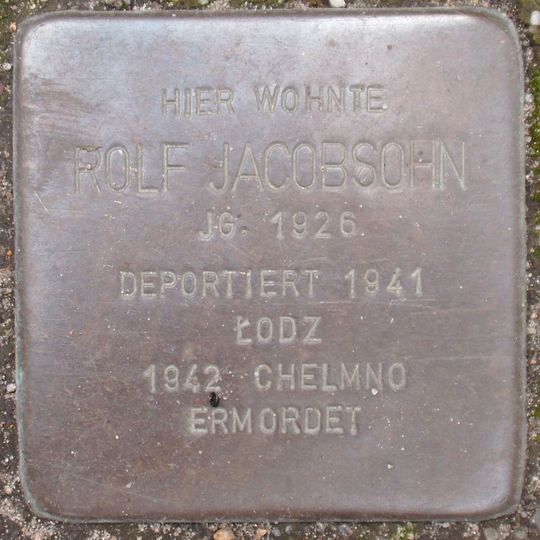 HIER WOHNTE
ROLF JACOBSOHN
JG. 1926
DEPORTIERT 1941
ŁODZ
1942 CHELMNO
ERMORDET